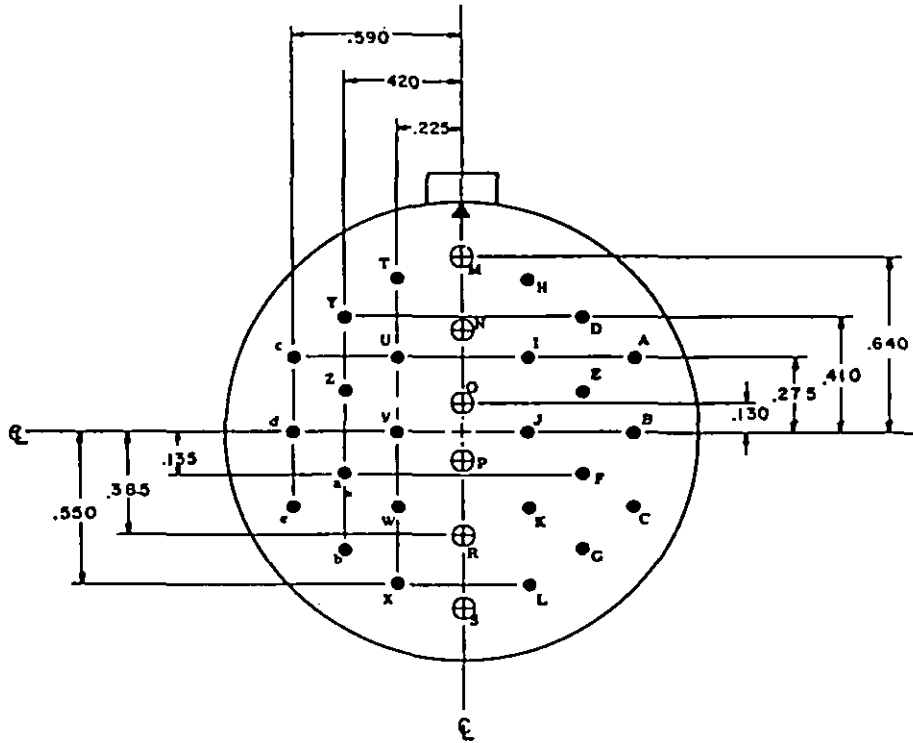 .590
420
.225
T
M
H
Y
N
D
.640
c
U
I
A
Z
E
.410
O
.275
.130
d
V
J
B
℄
.135
P
a
F
.385
e
W
K
C
.550
R
b
G
X
L
S
℄